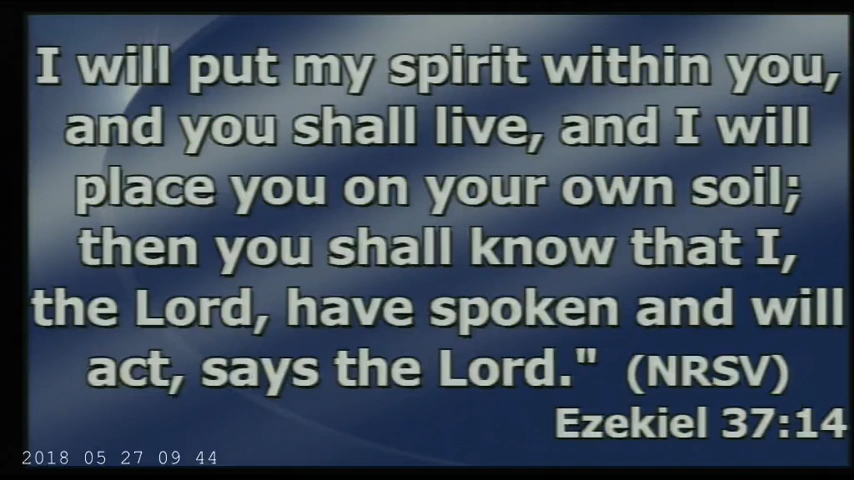 I will put my spirit within you,
and you shall live, and I will
place you on your own soil;
then you shall know that I,
the Lord, have spoken and will
act, says the Lord." (NRSV)
Ezekiel 37:14
2018 05 27 09 44